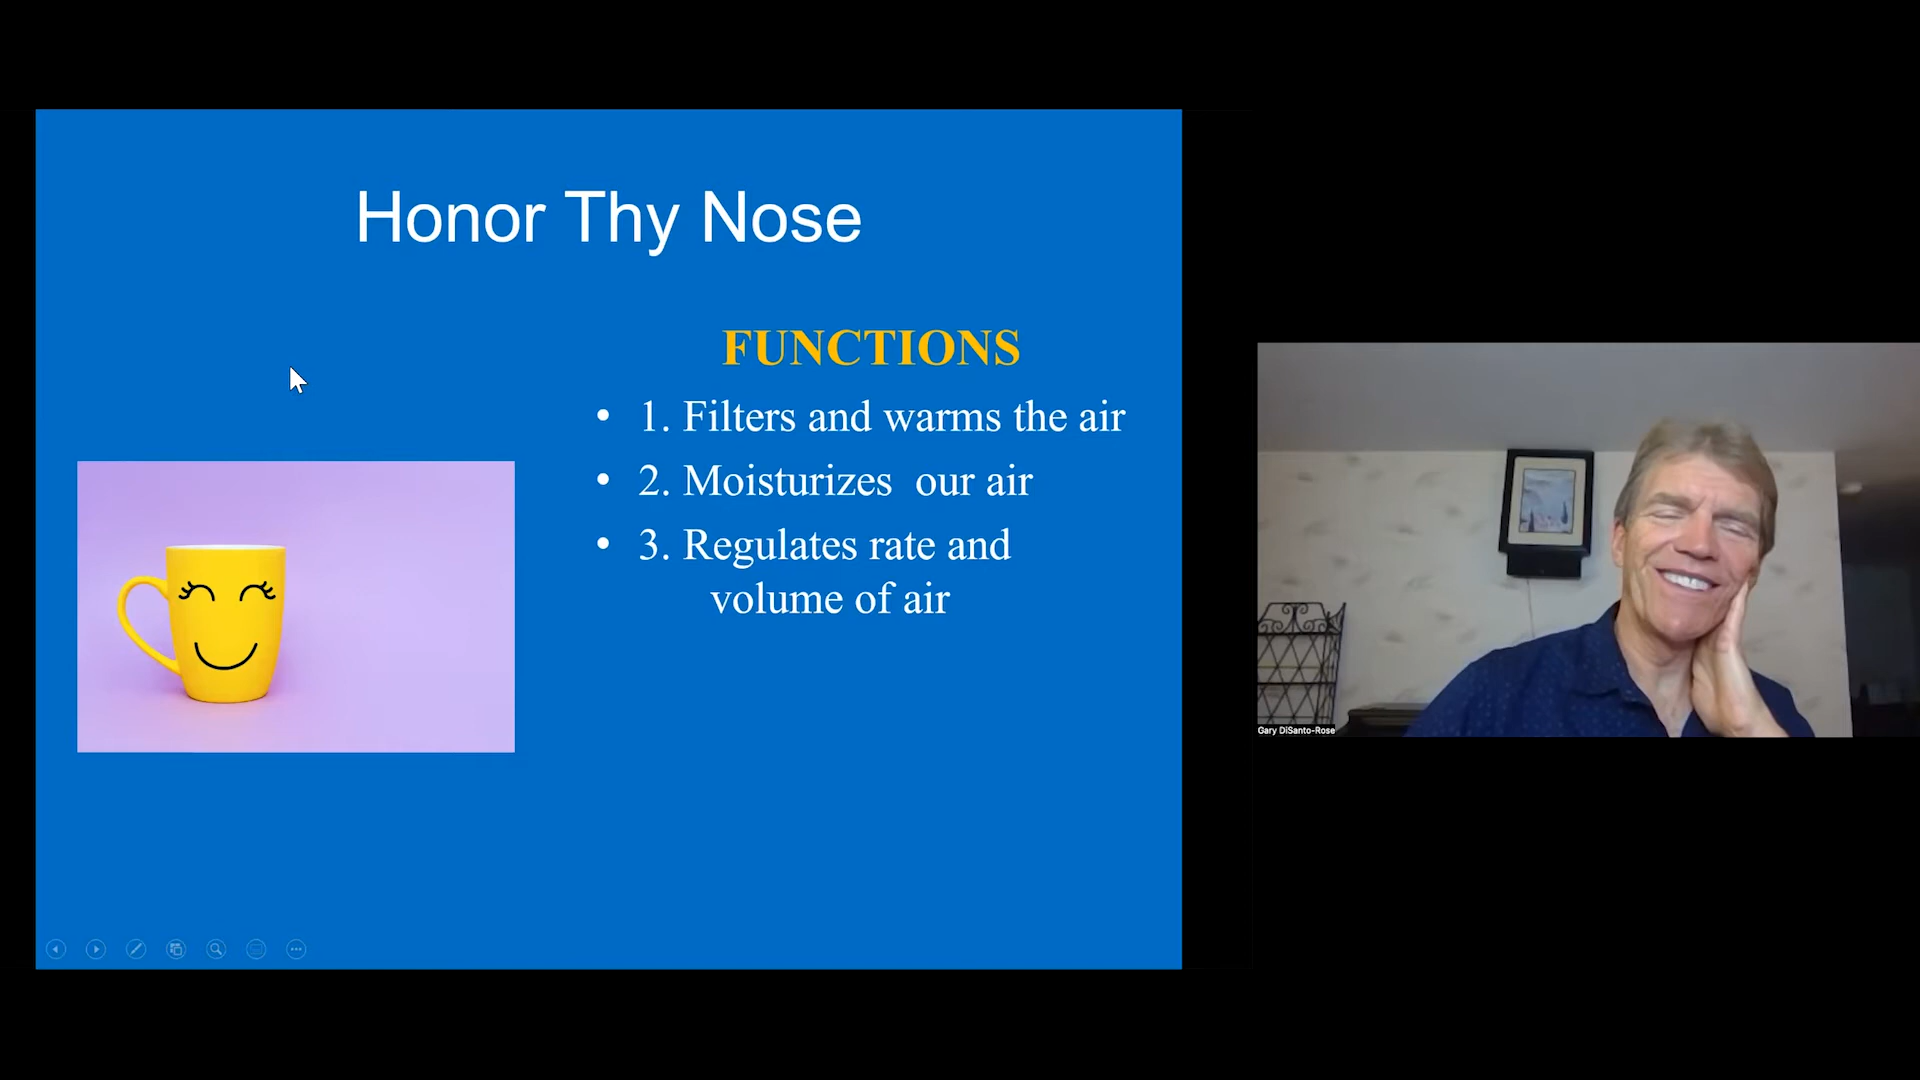 Honor Thy Nose
FUNCTIONS
• 1. Filters and warms the air
• 2. Moisturizes our air
• 3. Regulates rate and
volume of air
Gary DiSanto-Rose